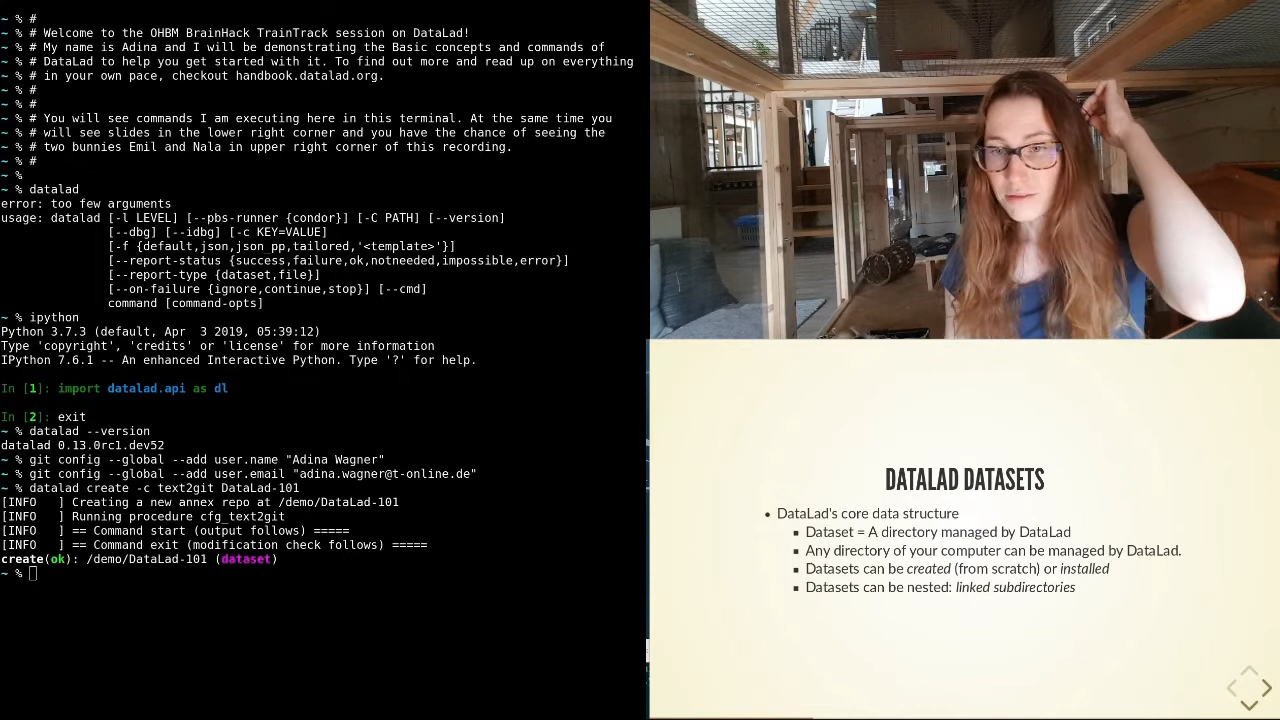 ~ % #
~ % # Welcome to the OHBM BrainHack TrainTrack session on DataLad!
~ % # My name is Adina and I will be demonstrating the Basic concepts and commands of
~ % # DataLad to help you get started with it. To find out more and read up on everything
~ % # in your own pace, checkout handbook.datalad.org.
~ % #
~ %
~ % # You will see commands I am executing here in this terminal. At the same time you
~ % # will see slides in the lower right corner and you have the chance of seeing the
~ % # two bunnies Emil and Nala in upper right corner of this recording.
~ % #
~ %
~ % datalad
error: too few arguments
usage: datalad [-l LEVEL] [--pbs-runner {condor}] [-C PATH] [--version]
[--dbg] [--idbg] [-c KEY=VALUE]
[-f {default,json,json_pp,tailored,'<template>'}]
[--report-status {success,failure,ok,notneeded,impossible,error}]
[--report-type {dataset,file}]
[--on-failure {ignore,continue,stop}] [--cmd]
command [command-opts]
~ % ipython
Python 3.7.3 (default, Apr  3 2019, 05:39:12)
Type 'copyright', 'credits' or 'license' for more information
IPython 7.6.1 -- An enhanced Interactive Python. Type '?' for help.
In [1]: import datalad.api as dl
In [2]: exit
~ % datalad --version
datalad 0.13.0rc1.dev52
~ % git config --global --add user.name "Adina Wagner"
~ % git config --global --add user.email "adina.wagner@t-online.de"
~ % datalad create -c text2git DataLad-101
[INFO   ] Creating a new annex repo at /demo/DataLad-101
[INFO   ] Running procedure cfg_text2git
[INFO   ] == Command start (output follows) =====
[INFO   ] == Command exit (modification check follows) =====
create(ok): /demo/DataLad-101 (dataset)
~ %
DATALAD DATASETS
• DataLad's core data structure
▪ Dataset = A directory managed by DataLad
▪ Any directory of your computer can be managed by DataLad.
▪ Datasets can be created (from scratch) or installed
▪ Datasets can be nested: linked subdirectories